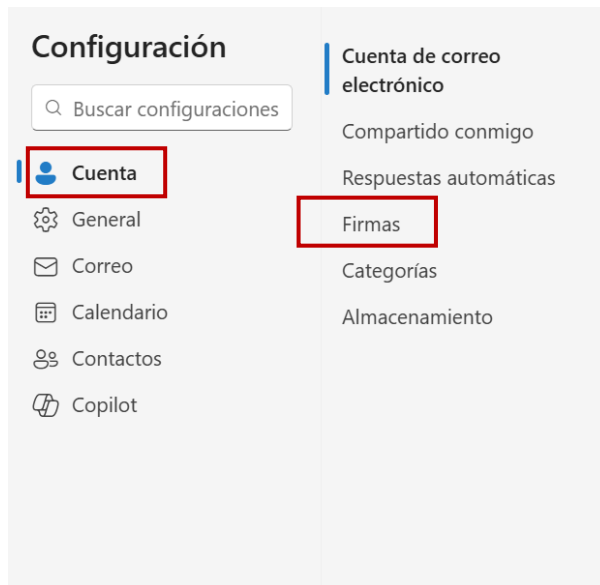 Configuración
Buscar configuraciones
Cuenta
General
Correo
Calendario
Contactos
Copilot
Cuenta de correo
electrónico
Compartido conmigo
Respuestas automáticas
Firmas
Categorías
Almacenamiento